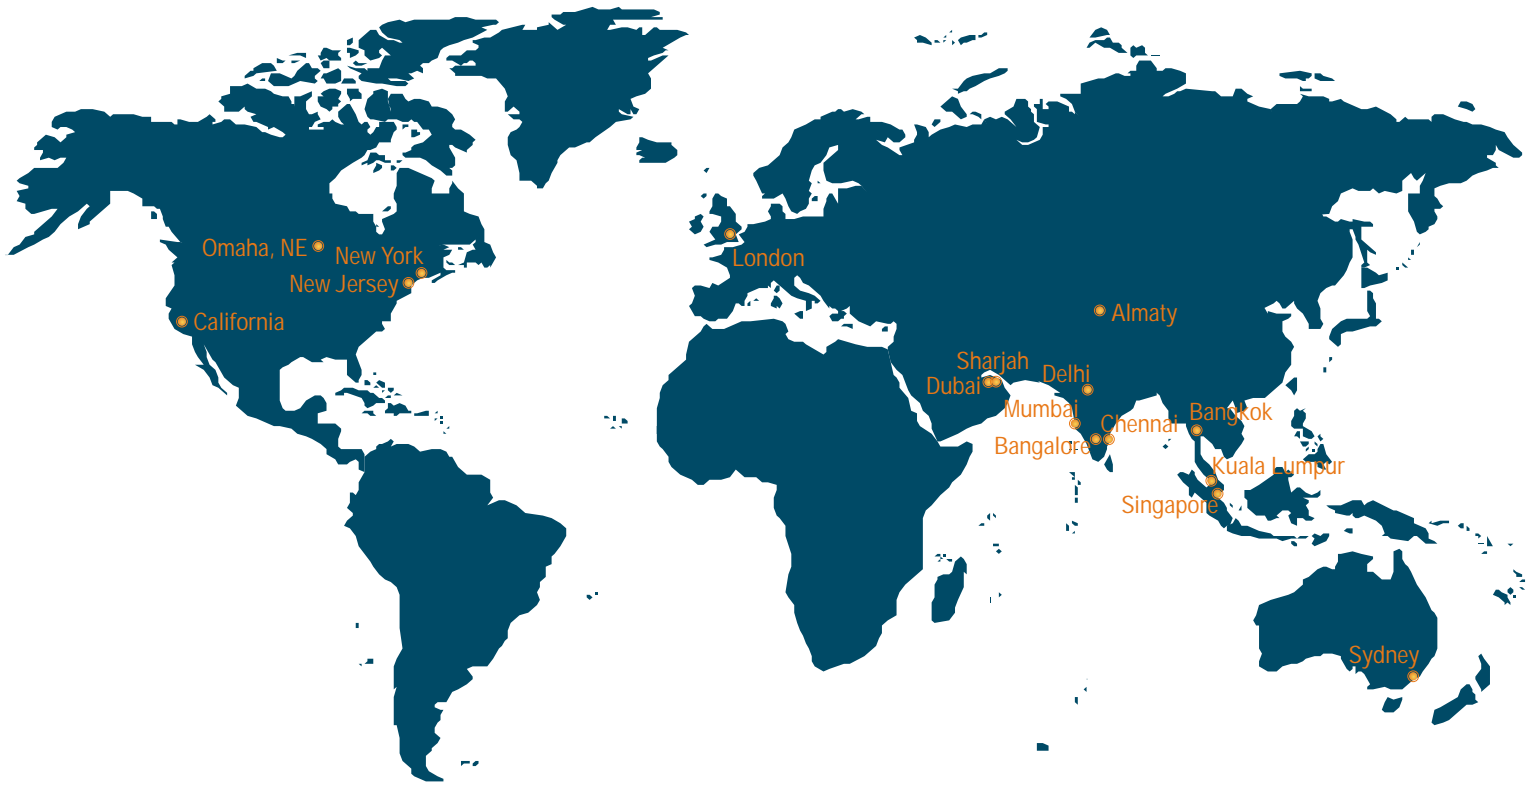 Omaha, NE
New York
New Jersey
California
London
Almaty
Sharjah
Dubai
Delhi
Mumbai
Chennai
Bangalore
Bangkok
Kuala Lumpur
Singapore
Sydney